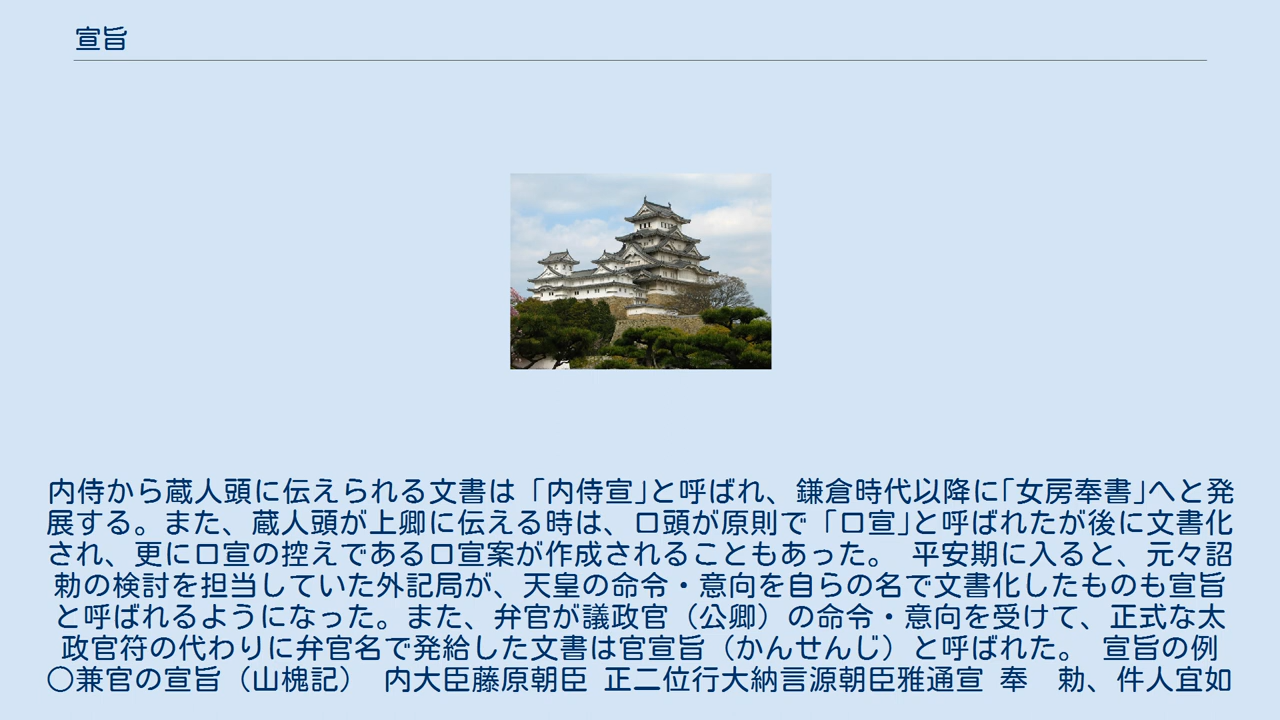 宣旨
内侍から蔵人頭に伝えられる文書は「内侍宣」と呼ばれ、鎌倉時代以降に「女房奉書」へと発
展する。また、蔵人頭が上卿に伝える時は、口頭が原則で「口宣」と呼ばれたが後に文書化
され、更に口宣の控えである口宣案が作成されることもあった。 平安期に入ると、元々詔
勅の検討を担当していた外記局が、天皇の命令・意向を自らの名で文書化したものも宣旨
と呼ばれるようになった。また、弁官が議政官（公卿）の命令・意向を受けて、正式な太
政官符の代わりに弁官名で発給した文書は官宣旨（かんせんじ）と呼ばれた。 宣旨の例
○兼官の宣旨（山槐記） 内大臣藤原朝臣 正二位行大納言源朝臣雅通宣 奉　勅、件人宜如